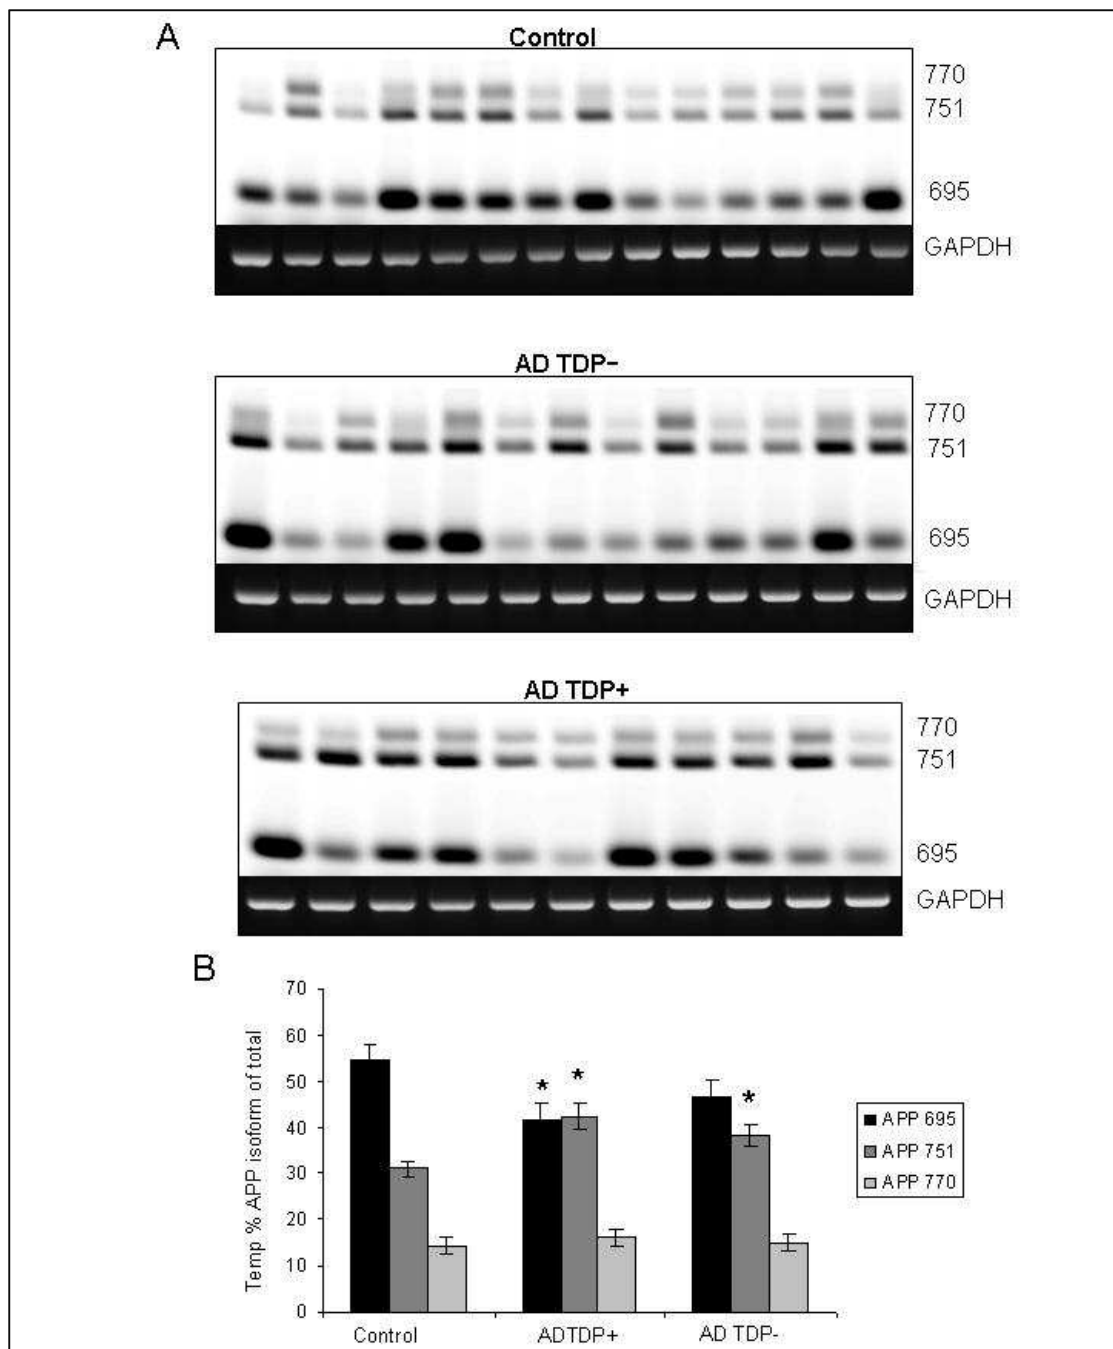 A
Control
770
751
695
GAPDH
AD TDP-
770
751
695
GAPDH
AD TDP+
770
751
695
GAPDH
B
Temp % APP isoform of total
70
60
50
40
30
20
10
0
* * *
Control ADTDP+ AD TDP-
APP 695
APP 751
APP 770